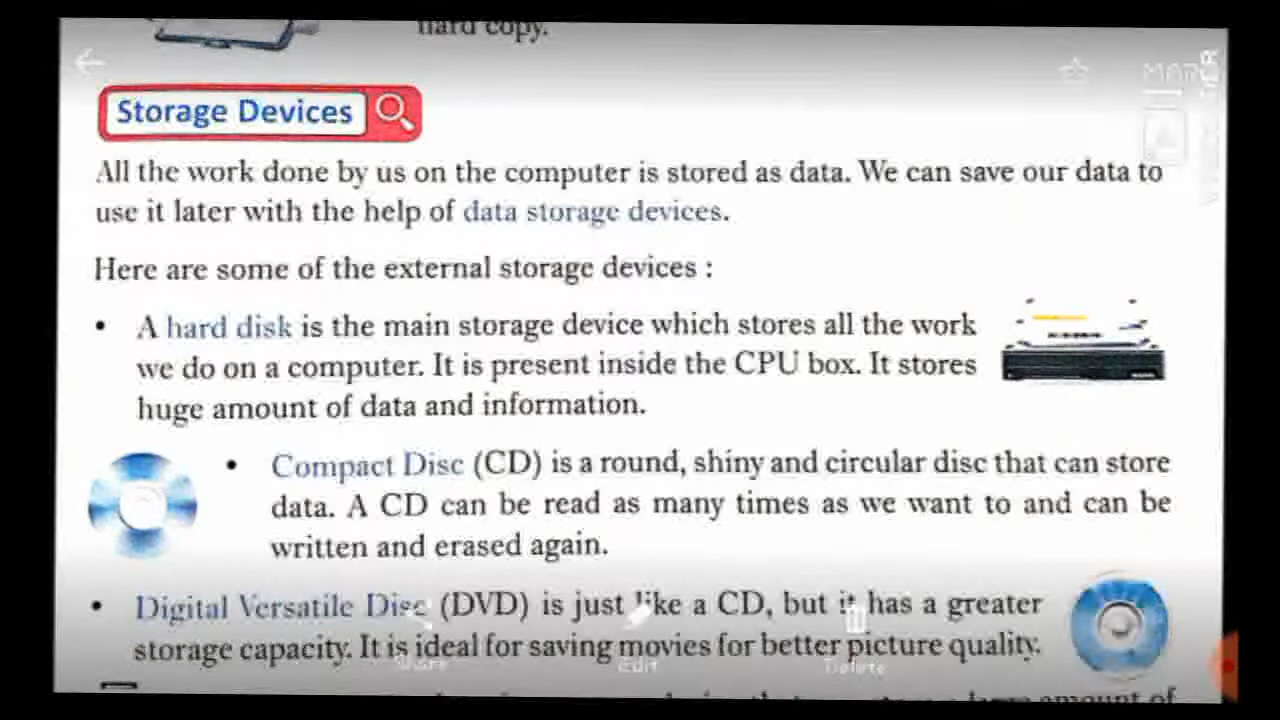 hard copy.
Storage Devices
All the work done by us on the computer is stored as data. We can save our data to
use it later with the help of data storage devices.
Here are some of the external storage devices :
• A hard disk is the main storage device which stores all the work
we do on a computer. It is present inside the CPU box. It stores
huge amount of data and information.
• Compact Disc (CD) is a round, shiny and circular disc that can store
data. A CD can be read as many times as we want to and can be
written and erased again.
• Digital Versatile Disc (DVD) is just like a CD, but it has a greater
storage capacity. It is ideal for saving movies for better picture quality.
Share Edit Delete
amount of